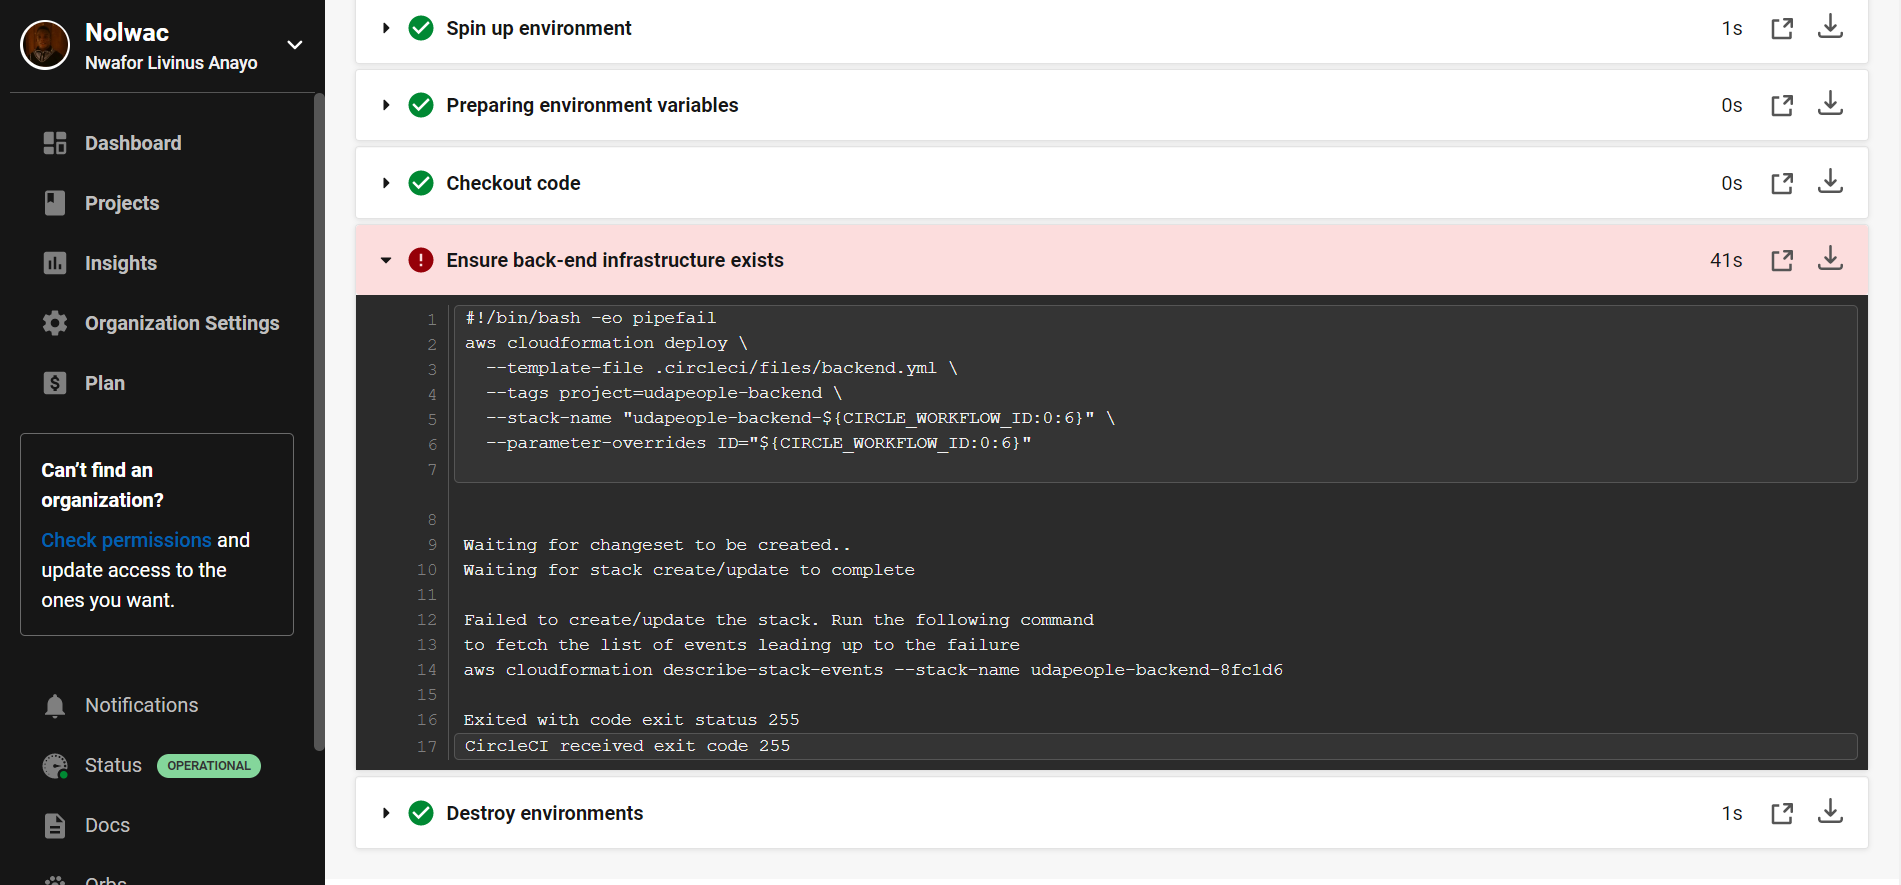 Nolwac
Nwafor Livinus Anayo
Dashboard
Projects
Insights
Organization Settings
Plan
Can't find an
organization?
Check permissions and
update access to the
ones you want.
Notifications
Status OPERATIONAL
Docs
Orbs
Spin up environment 1s
Preparing environment variables 0s
Checkout code 0s
Ensure back-end infrastructure exists 41s
1 #!/bin/bash -eo pipefail
2 aws cloudformation deploy \
3 --template-file .circleci/files/backend.yml \
4 --tags project=udapeople-backend \
5 --stack-name "udapeople-backend-${CIRCLE_WORKFLOW_ID:0:6}" \
6 --parameter-overrides ID="${CIRCLE_WORKFLOW_ID:0:6}"
7
8
9 Waiting for changeset to be created..
10 Waiting for stack create/update to complete
11
12 Failed to create/update the stack. Run the following command
13 to fetch the list of events leading up to the failure
14 aws cloudformation describe-stack-events --stack-name udapeople-backend-8fc1d6
15
16 Exited with code exit status 255
17 CircleCI received exit code 255
Destroy environments 1s